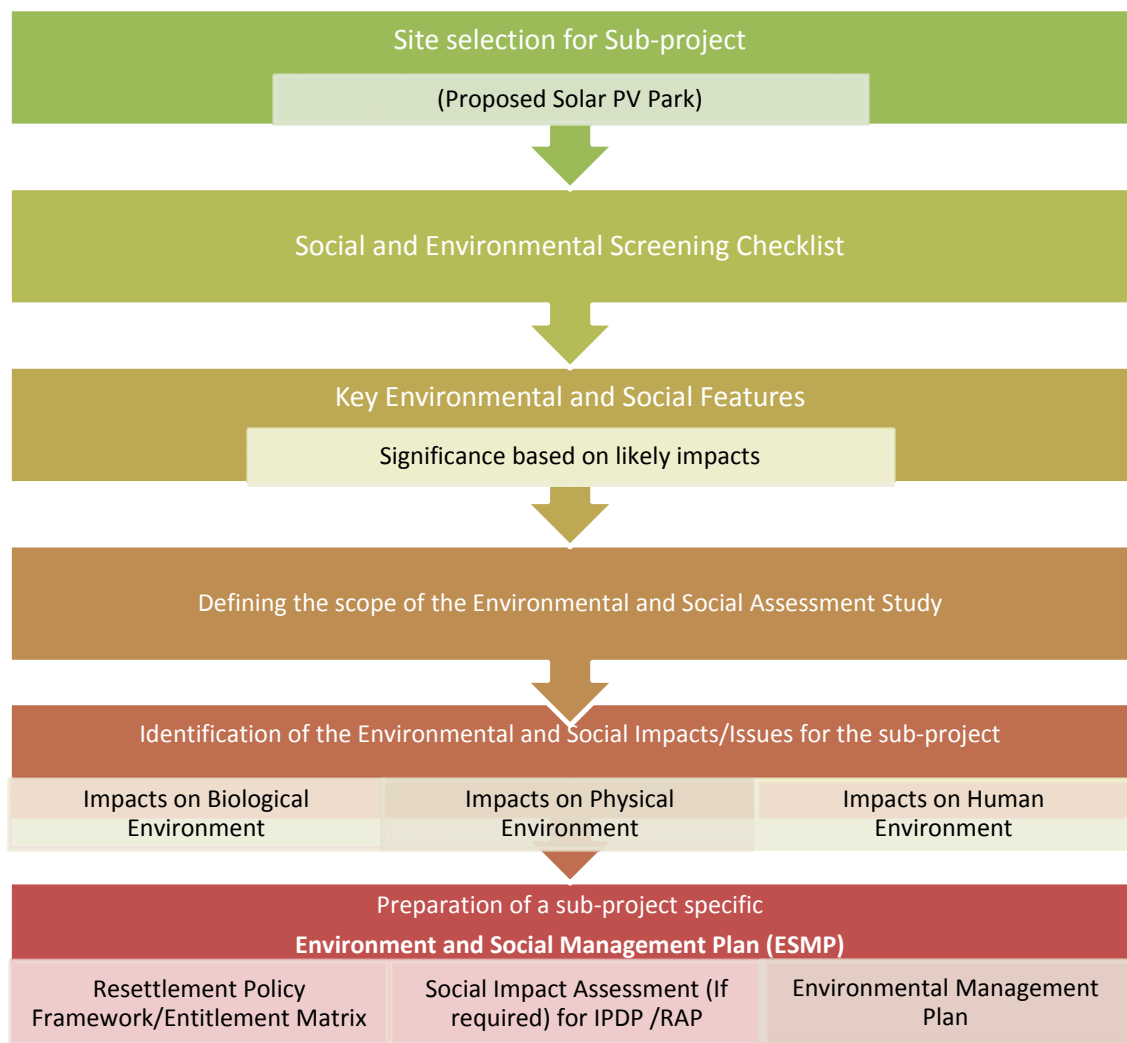 Site selection for Sub-project
(Proposed Solar PV Park)
Social and Environmental Screening Checklist
Key Environmental and Social Features
Significance based on likely impacts
Defining the scope of the Environmental and Social Assessment Study
Identification of the Environmental and Social Impacts/Issues for the sub-project
Impacts on Biological
Environment
Impacts on Physical
Environment
Impacts on Human
Environment
Preparation of a sub-project specific
Environment and Social Management Plan (ESMP)
Resettlement Policy
Framework/Entitlement Matrix
Social Impact Assessment (If
required) for IPDP /RAP
Environmental Management
Plan